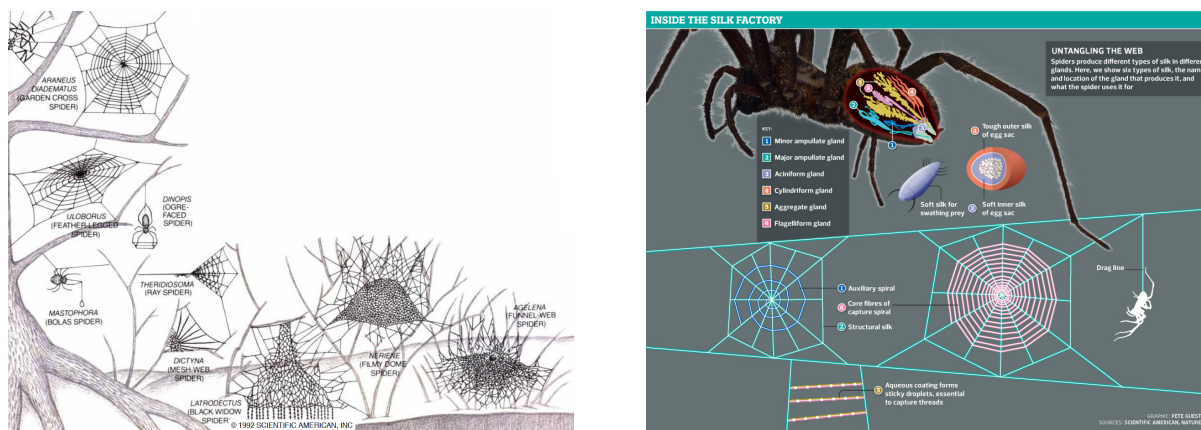 ARANEUS
DIADEMATUS
(GARDEN CROSS
SPIDER)
ULOBORUS
(FEATHER-LEGGED
SPIDER)
DINOPIS
(OGRE-
FACED
SPIDER)
MASTOPHORA
(BOLAS SPIDER)
THERIDIOSOMA
(RAY SPIDER)
DICTYNA
(MESH-WEB
SPIDER)
LATRODECTUS
(BLACK WIDOW
SPIDER
NERIENE
(FILMY DOME
SPIDER)
AGELENA
(FUNNEL-WEB
SPIDER)
© 1992 SCIENTIFIC AMERICAN, INC
INSIDE THE SILK FACTORY
UNTANGLING THE WEB
Spiders produce different types of silk in differe
glands. Here, we show six types of silk, the nam
and location of the gland that produces it, and
what the spider uses it for
5
6
4
2
3
1
KEY:
1 Minor ampullate gland
2 Major ampullate gland
3 Aciniform gland
4 Cylindriform gland
5 Aggregate gland
6 Flagelliform gland
4 Tough outer silk
of egg sac
Soft silk for
swathing prey
3 Soft inner silk
of egg sac
1 Auxiliary spiral
6 Core fibres of
capture spiral
2 Structural silk
Drag line
5 Aqueous coating forms
sticky droplets, essential
to capture threads
GRAPHIC: PETE GUEST
SOURCES: SCIENTIFIC AMERICAN, NATURE